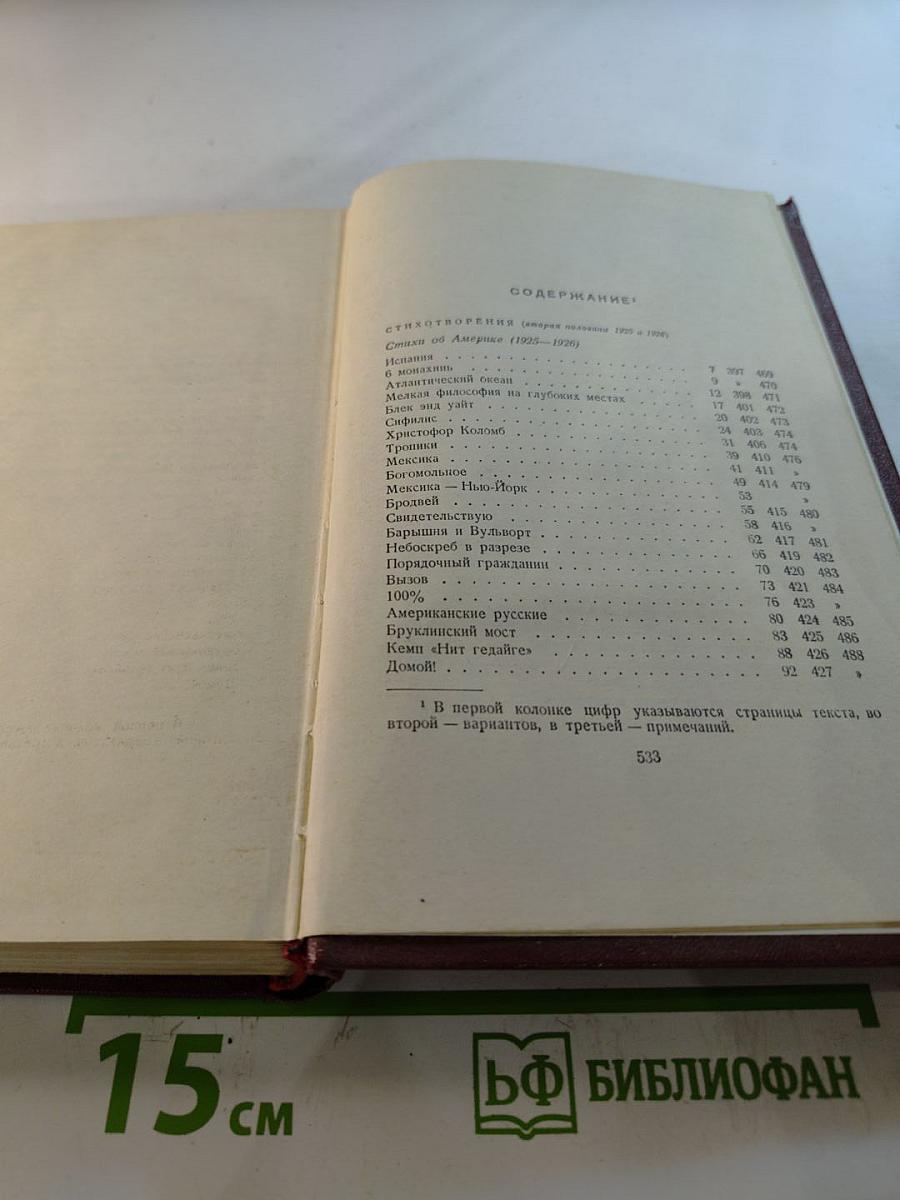 СОДЕРЖАНИЕ¹
СТИХОТВОРЕНИЯ (вторая половина 1925 и 1926)
Стихи об Америке (1925—1926)
Испания . . . . . . . . . . . . . . . . . 7 397 469
6 монахинь . . . . . . . . . . . . . . . . 9 » 470
Атлантический океан . . . . . . . . . . . . 12 398 471
Мелкая философия на глубоких местах . . . . 17 401 472
Блек энд уайт . . . . . . . . . . . . . . . 20 402 473
Сифилис . . . . . . . . . . . . . . . . . . 24 403 474
Христофор Коломб . . . . . . . . . . . . . 31 406 474
Тропики . . . . . . . . . . . . . . . . . . 39 410 476
Мексика . . . . . . . . . . . . . . . . . . 41 411 »
Богомольное . . . . . . . . . . . . . . . . 49 414 479
Мексика — Нью-Йорк . . . . . . . . . . . . 53 »
Бродвей . . . . . . . . . . . . . . . . . . 55 415 480
Свидетельствую . . . . . . . . . . . . . . 58 416 »
Барышня и Вульворт . . . . . . . . . . . . 62 417 481
Небоскреб в разрезе . . . . . . . . . . . . 66 419 482
Порядочный гражданин . . . . . . . . . . . 70 420 483
Вызов . . . . . . . . . . . . . . . . . . . 73 421 484
100% . . . . . . . . . . . . . . . . . . . 76 423 »
Американские русские . . . . . . . . . . . 80 424 485
Бруклинский мост . . . . . . . . . . . . . 83 425 486
Кемп «Нит гедайге» . . . . . . . . . . . . 88 426 488
Домой! . . . . . . . . . . . . . . . . . . 92 427 »
¹ В первой колонке цифр указываются страницы текста, во
второй — вариантов, в третьей — примечаний.
533
15 см
БФ БИБЛИОФАН